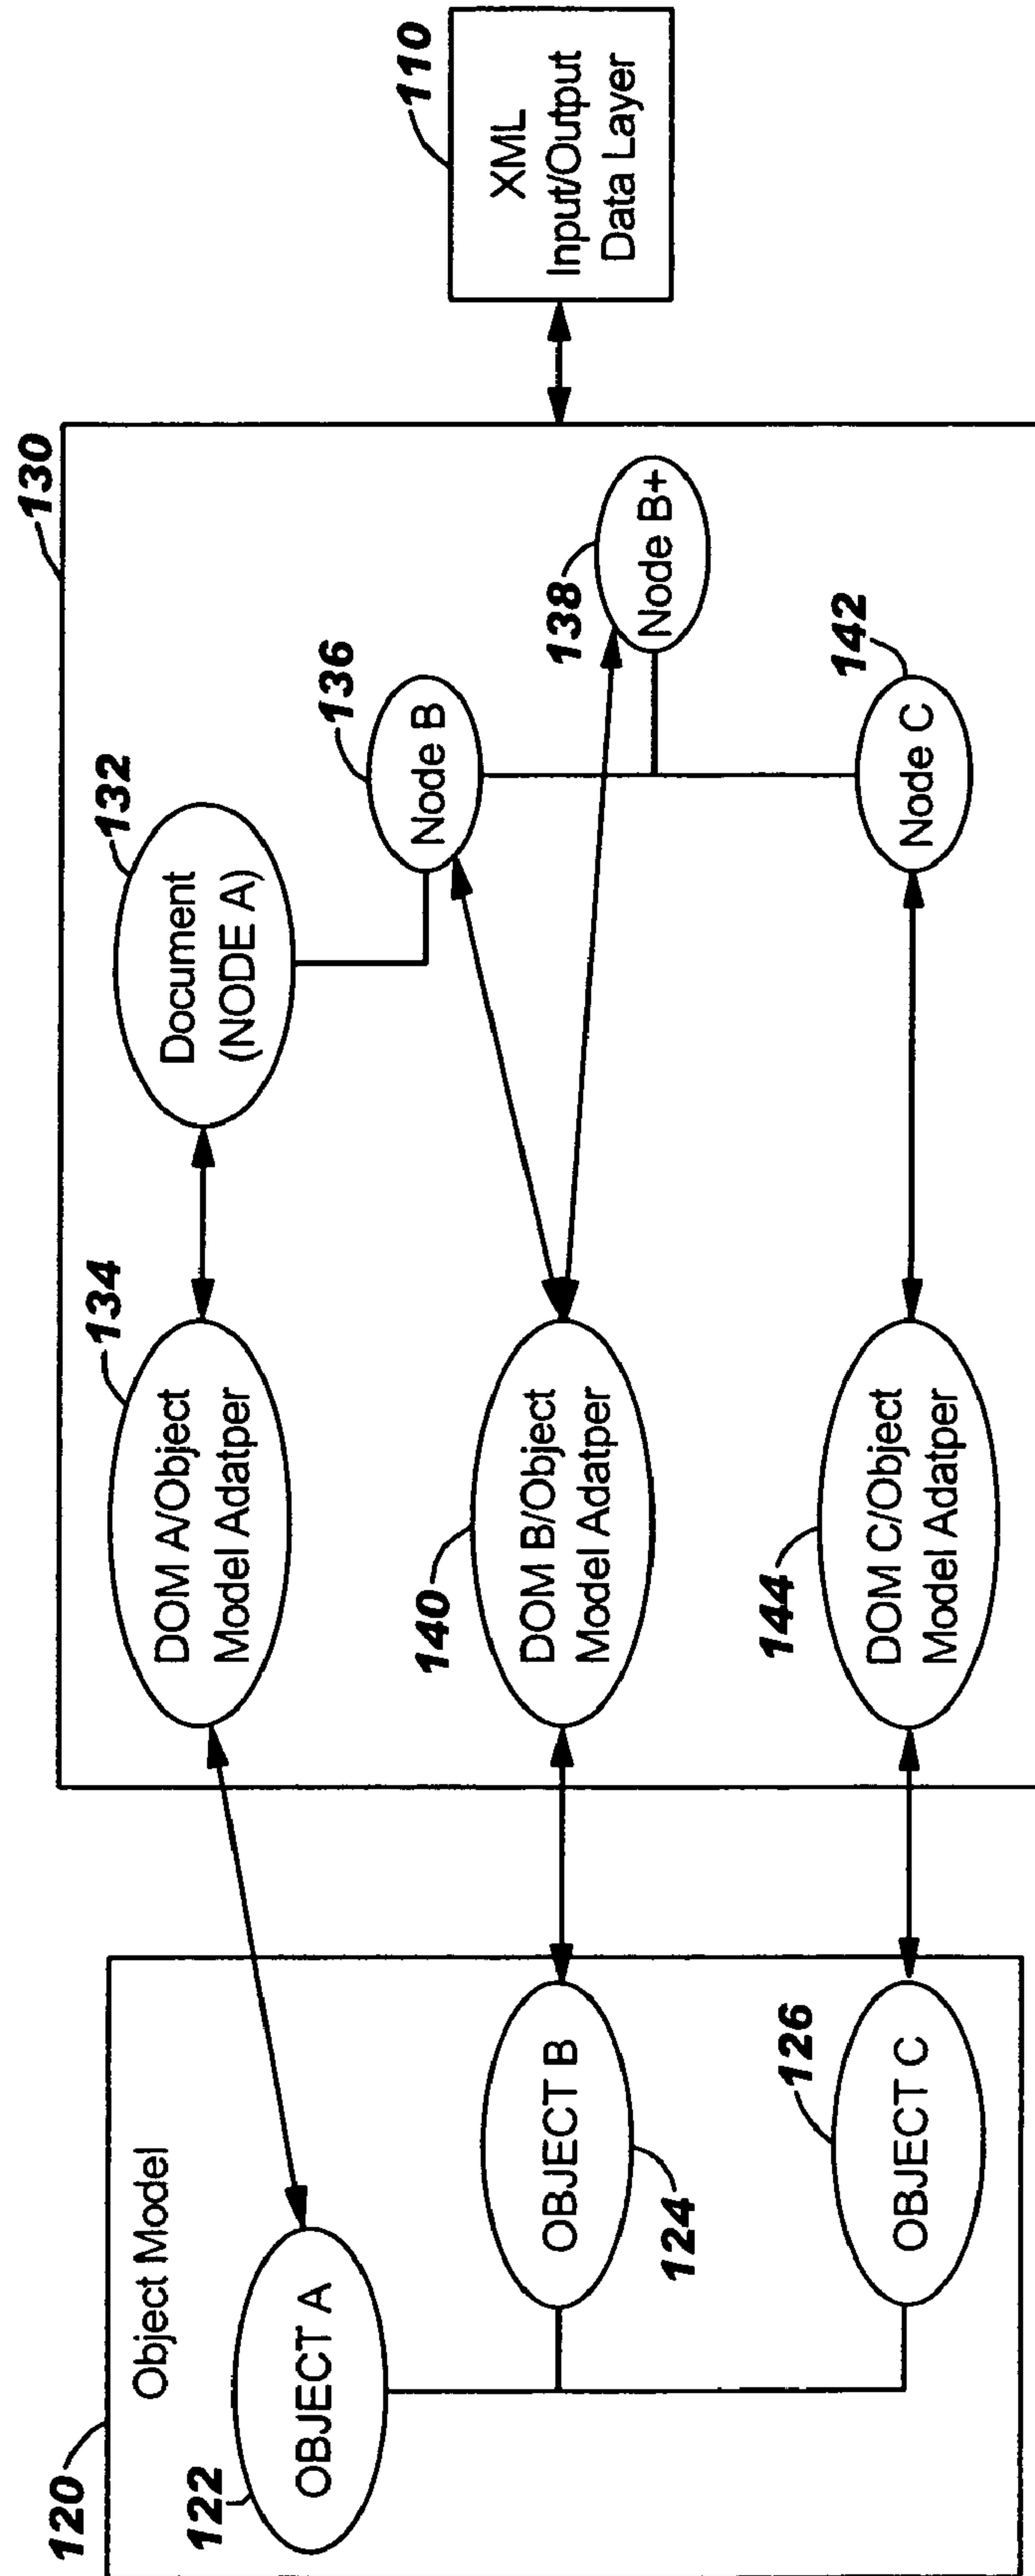 120
Object Model
122
OBJECT A
OBJECT B
124
126
OBJECT C
130
134
DOM A/Object
Model Adatper
132
Document
(NODE A)
140
DOM B/Object
Model Adatper
136
Node B
138
Node B+
144
DOM C/Object
Model Adatper
142
Node C
110
XML
Input/Output
Data Layer